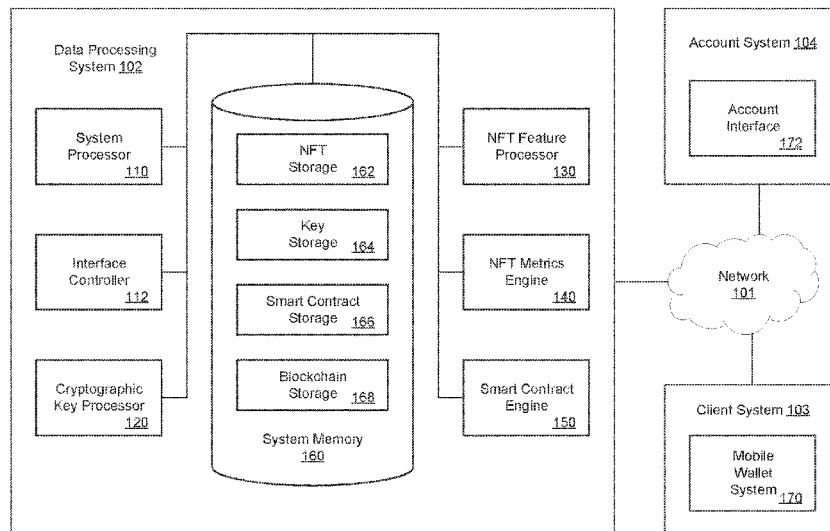 Data Processing
System 102
System
Processor
110
Interface
Controller
112
Cryptographic
Key Processor
120
NFT
Storage
162
Key
Storage
164
Smart Contract
Storage
166
Blockchain
Storage
168
System Memory
160
NFT Feature
Processor
130
NFT Metrics
Engine
140
Smart Contract
Engine
150
Account System 104
Account
Interface
172
Network
101
Client System 103
Mobile
Wallet
System
170